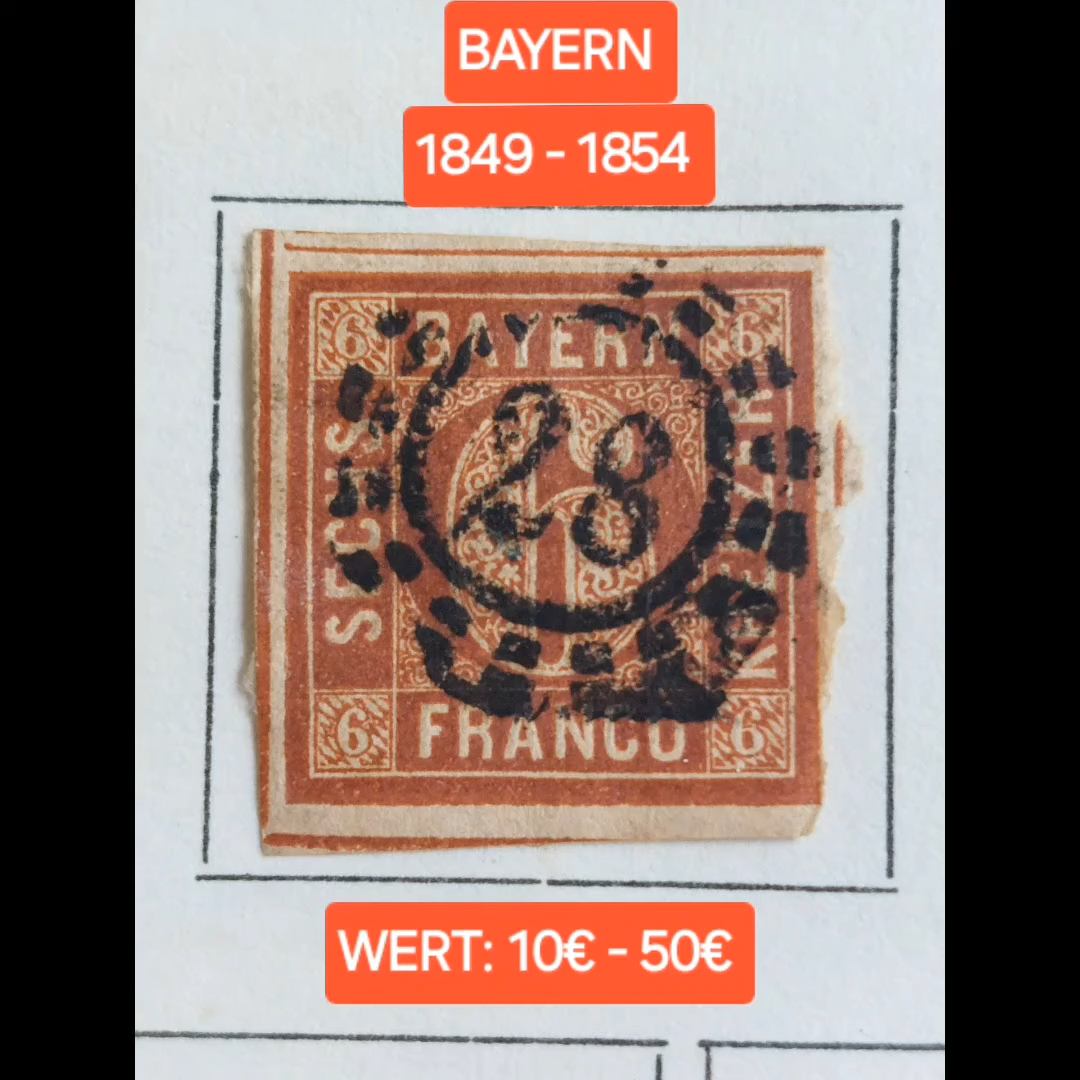 BAYERN
1849 - 1854
6 BAYERN 6
SECHS
28
KREUZER
6 FRANCO 6
WERT: 10€ - 50€